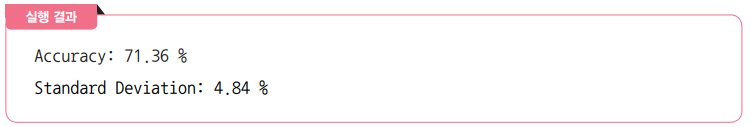 실행 결과
Accuracy: 71.36 %
Standard Deviation: 4.84 %